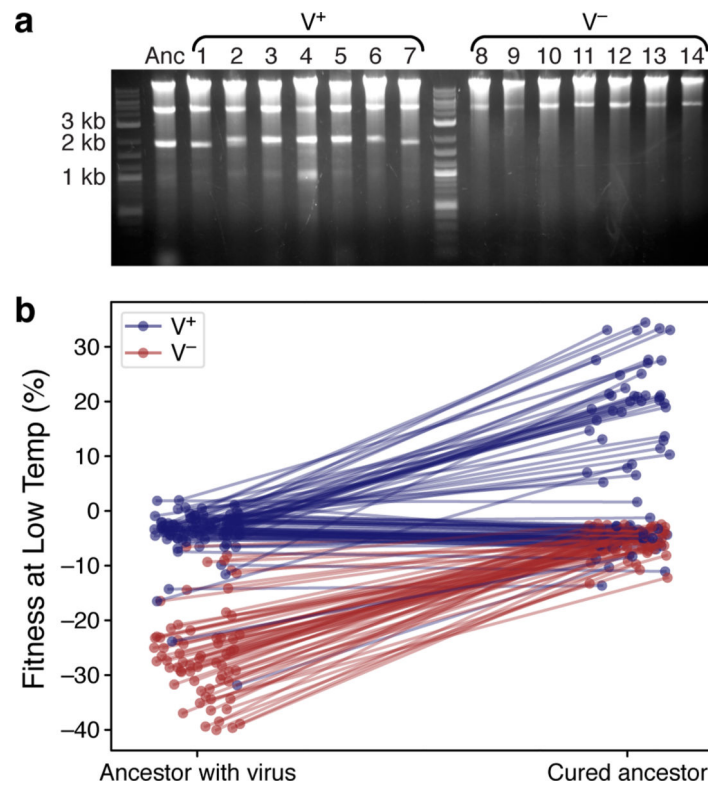 a
V+ V−
Anc 1 2 3 4 5 6 7 8 9 10 11 12 13 14
3 kb
2 kb
1 kb
b
V+
V−
Fitness at Low Temp (%)
30
20
10
0
−10
−20
−30
−40
Ancestor with virus Cured ancestor